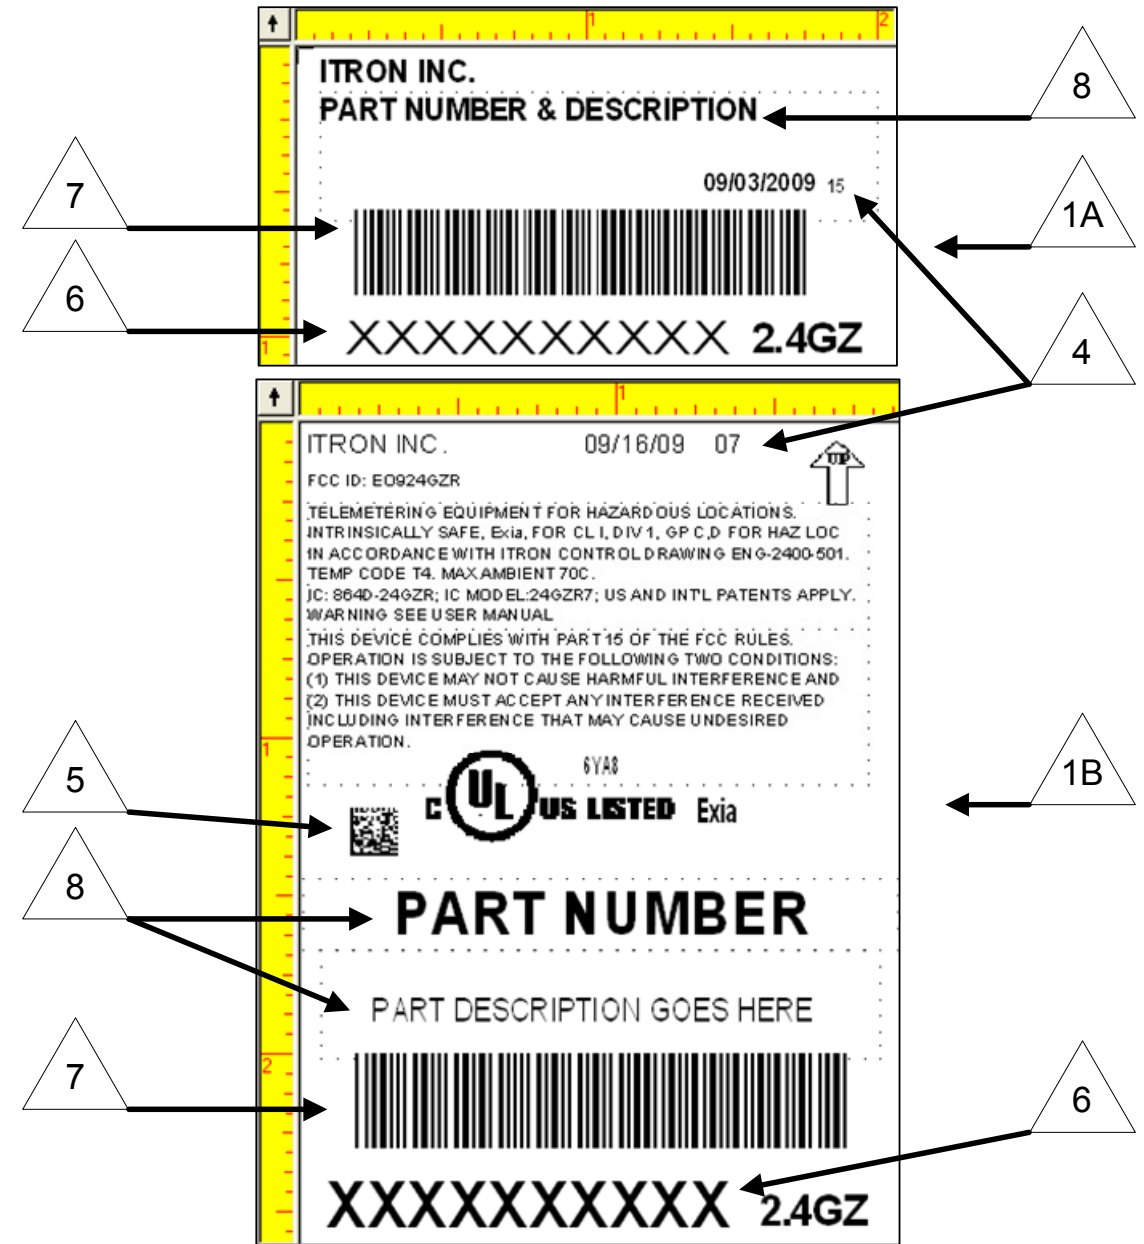 1
2
ITRON INC.
PART NUMBER & DESCRIPTION
8
09/03/2009 15
7
1A
6
XXXXXXXXXX 2.4GZ
1
4
1
ITRON INC. 09/16/09 07
UP
FCC ID: EO924GZR
TELEMETERING EQUIPMENT FOR HAZARDOUS LOCATIONS.
INTRINSICALLY SAFE, Exia, FOR CL I, DIV 1, GP C,D FOR HAZ LOC
IN ACCORDANCE WITH ITRON CONTROL DRAWING ENG-2400-501.
TEMP CODE T4. MAX AMBIENT 70C.
IC: 864D-24GZR; IC MODEL:24GZR7; US AND INT'L PATENTS APPLY.
WARNING SEE USER MANUAL
THIS DEVICE COMPLIES WITH PART 15 OF THE FCC RULES.
OPERATION IS SUBJECT TO THE FOLLOWING TWO CONDITIONS:
(1) THIS DEVICE MAY NOT CAUSE HARMFUL INTERFERENCE AND
(2) THIS DEVICE MUST ACCEPT ANY INTERFERENCE RECEIVED
INCLUDING INTERFERENCE THAT MAY CAUSE UNDESIRED
OPERATION.
1
6YA8
1B
5
C UL US LISTED Exia
8
PART NUMBER
PART DESCRIPTION GOES HERE
2
7
6
XXXXXXXXXX 2.4GZ